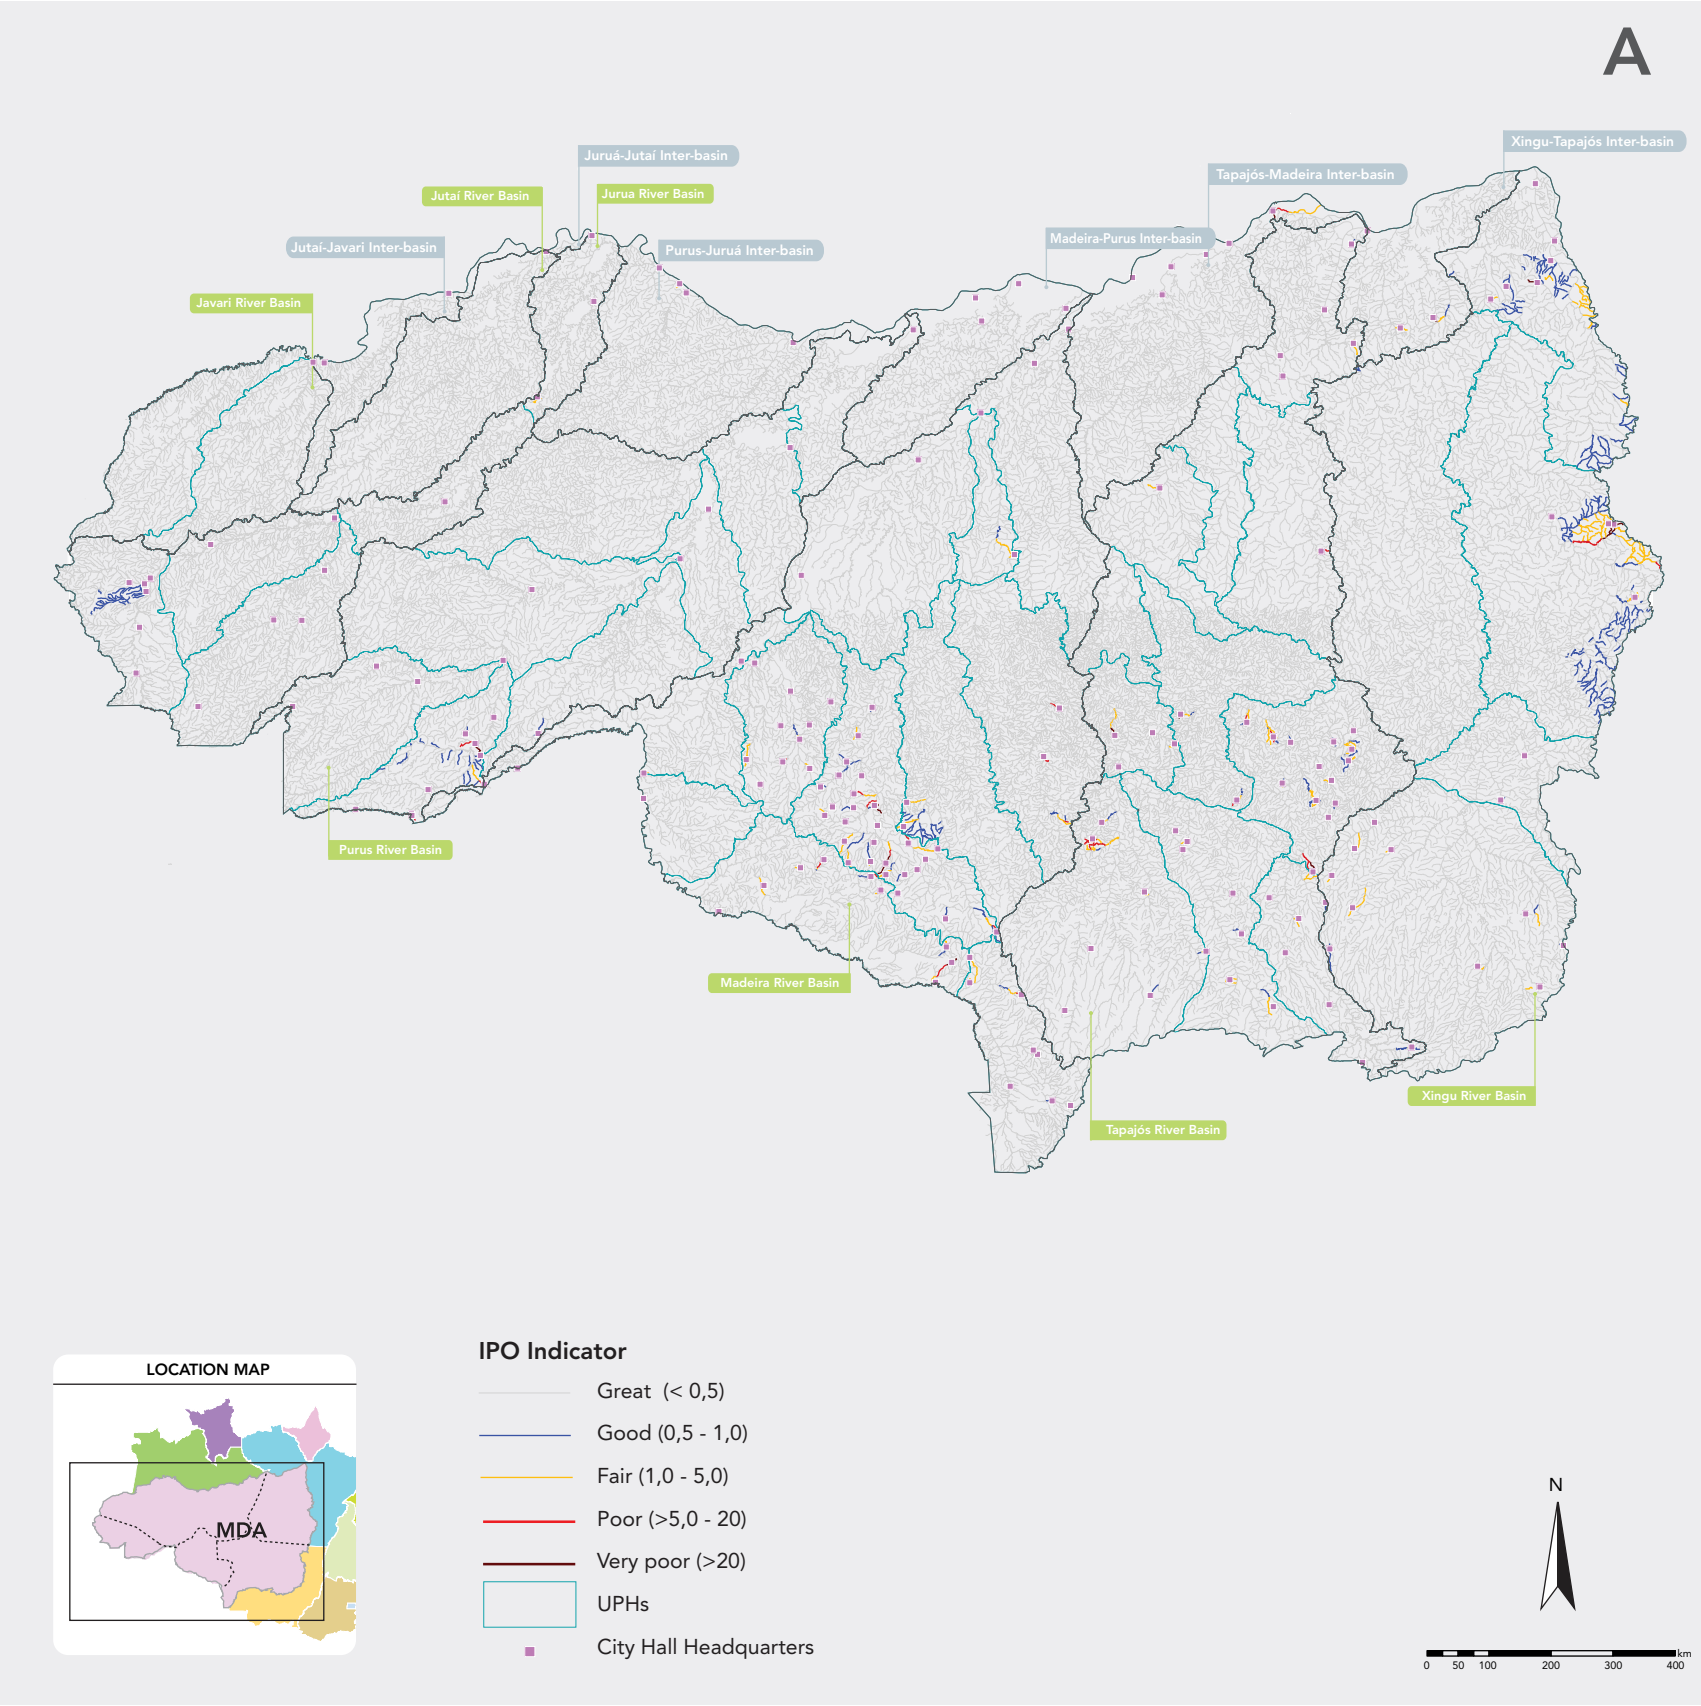 A
Xingu-Tapajós Inter-basin
Juruá-Jutaí Inter-basin
Tapajós-Madeira Inter-basin
Jutaí River Basin
Jurua River Basin
Madeira-Purus Inter-basin
Jutaí-Javari Inter-basin
Purus-Juruá Inter-basin
Javari River Basin
Purus River Basin
Madeira River Basin
Xingu River Basin
Tapajós River Basin
LOCATION MAP
MDA
IPO Indicator
Great (< 0,5)
Good (0,5 - 1,0)
Fair (1,0 - 5,0)
Poor (>5,0 - 20)
Very poor (>20)
UPHs
City Hall Headquarters
N
km
0 50 100 200 300 400